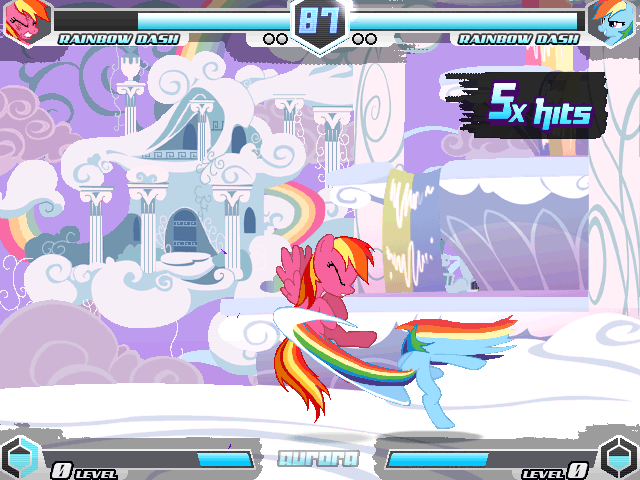 87
RAINBOW DASH
RAINBOW DASH
5x hits
0 LEVEL
aurora
LEVEL 0